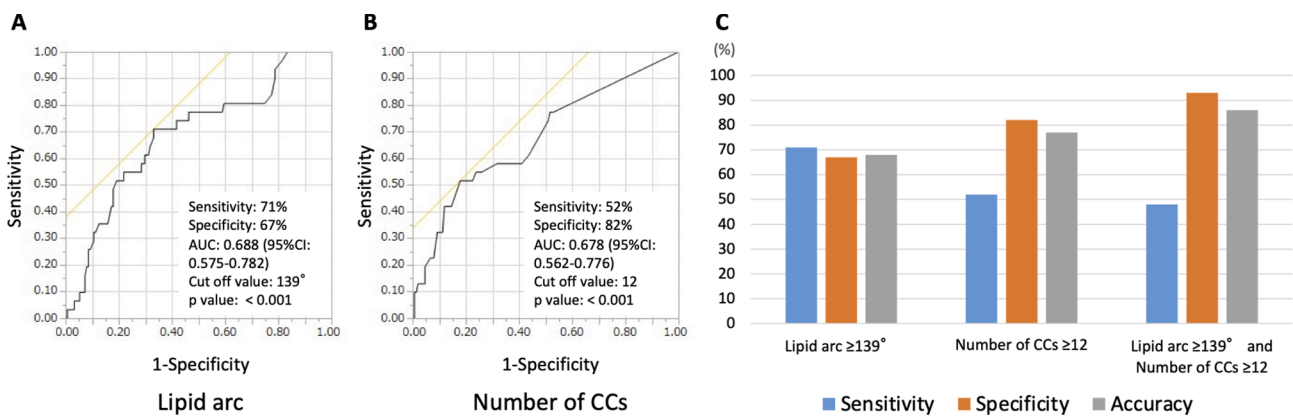 A
Sensitivity
1.00
0.90
0.80
0.70
0.60
0.50
0.40
0.30
0.20
0.10
0.00
0.00 0.20 0.40 0.60 0.80 1.00
Sensitivity: 71%
Specificity: 67%
AUC: 0.688 (95%CI:
0.575-0.782)
Cut off value: 139°
p value: < 0.001
1-Specificity
Lipid arc
B
Sensitivity
1.00
0.90
0.80
0.70
0.60
0.50
0.40
0.30
0.20
0.10
0.00
0.00 0.20 0.40 0.60 0.80 1.00
Sensitivity: 52%
Specificity: 82%
AUC: 0.678 (95%CI:
0.562-0.776)
Cut off value: 12
p value: < 0.001
1-Specificity
Number of CCs
C
(%)
100
90
80
70
60
50
40
30
20
10
0
Lipid arc ≥139°
Number of CCs ≥12
Lipid arc ≥139° and
Number of CCs ≥12
Sensitivity Specificity Accuracy